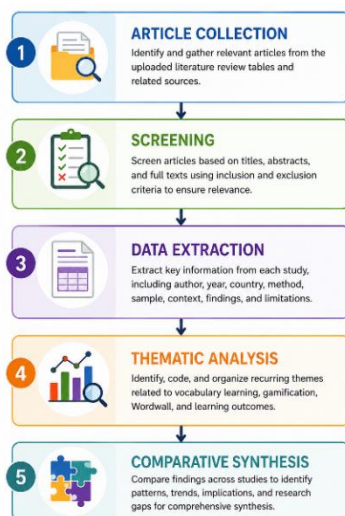 1
ARTICLE COLLECTION
Identify and gather relevant articles from the
uploaded literature review tables and
related sources.
2
SCREENING
Screen articles based on titles, abstracts,
and full texts using inclusion and exclusion
criteria to ensure relevance.
3
DATA EXTRACTION
Extract key information from each study,
including author, year, country, method,
sample, context, findings, and limitations.
4
THEMATIC ANALYSIS
Identify, code, and organize recurring themes
related to vocabulary learning, gamification,
Wordwall, and learning outcomes.
5
COMPARATIVE SYNTHESIS
Compare findings across studies to identify
patterns, trends, implications, and research
gaps for comprehensive synthesis.